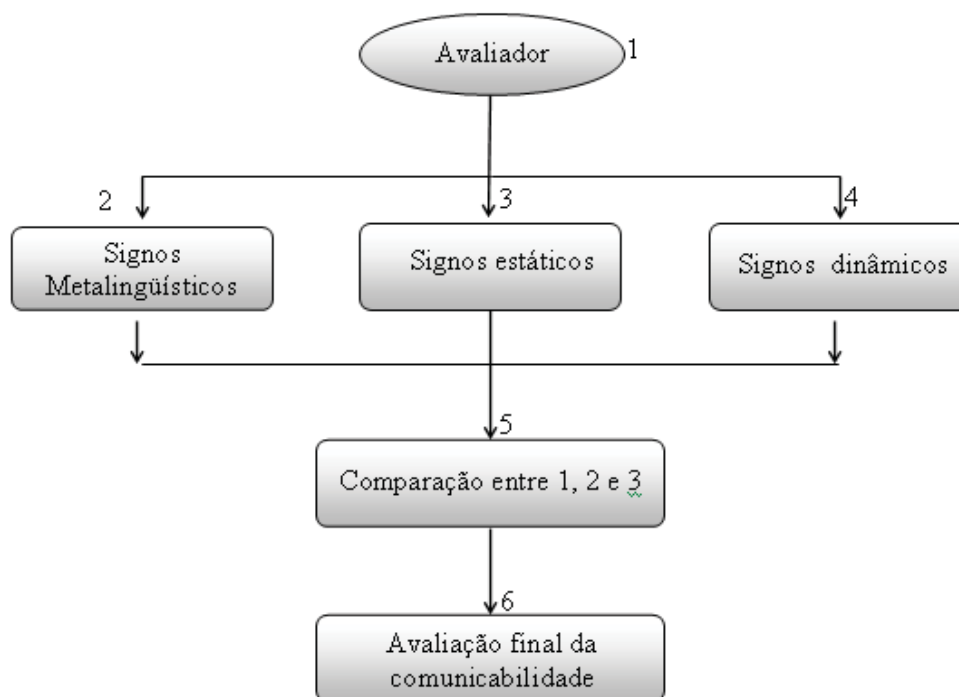 Avaliador 1
2
Signos
Metalingüísticos
3
Signos estáticos
4
Signos dinâmicos
5
Comparação entre 1, 2 e 3
6
Avaliação final da
comunicabilidade